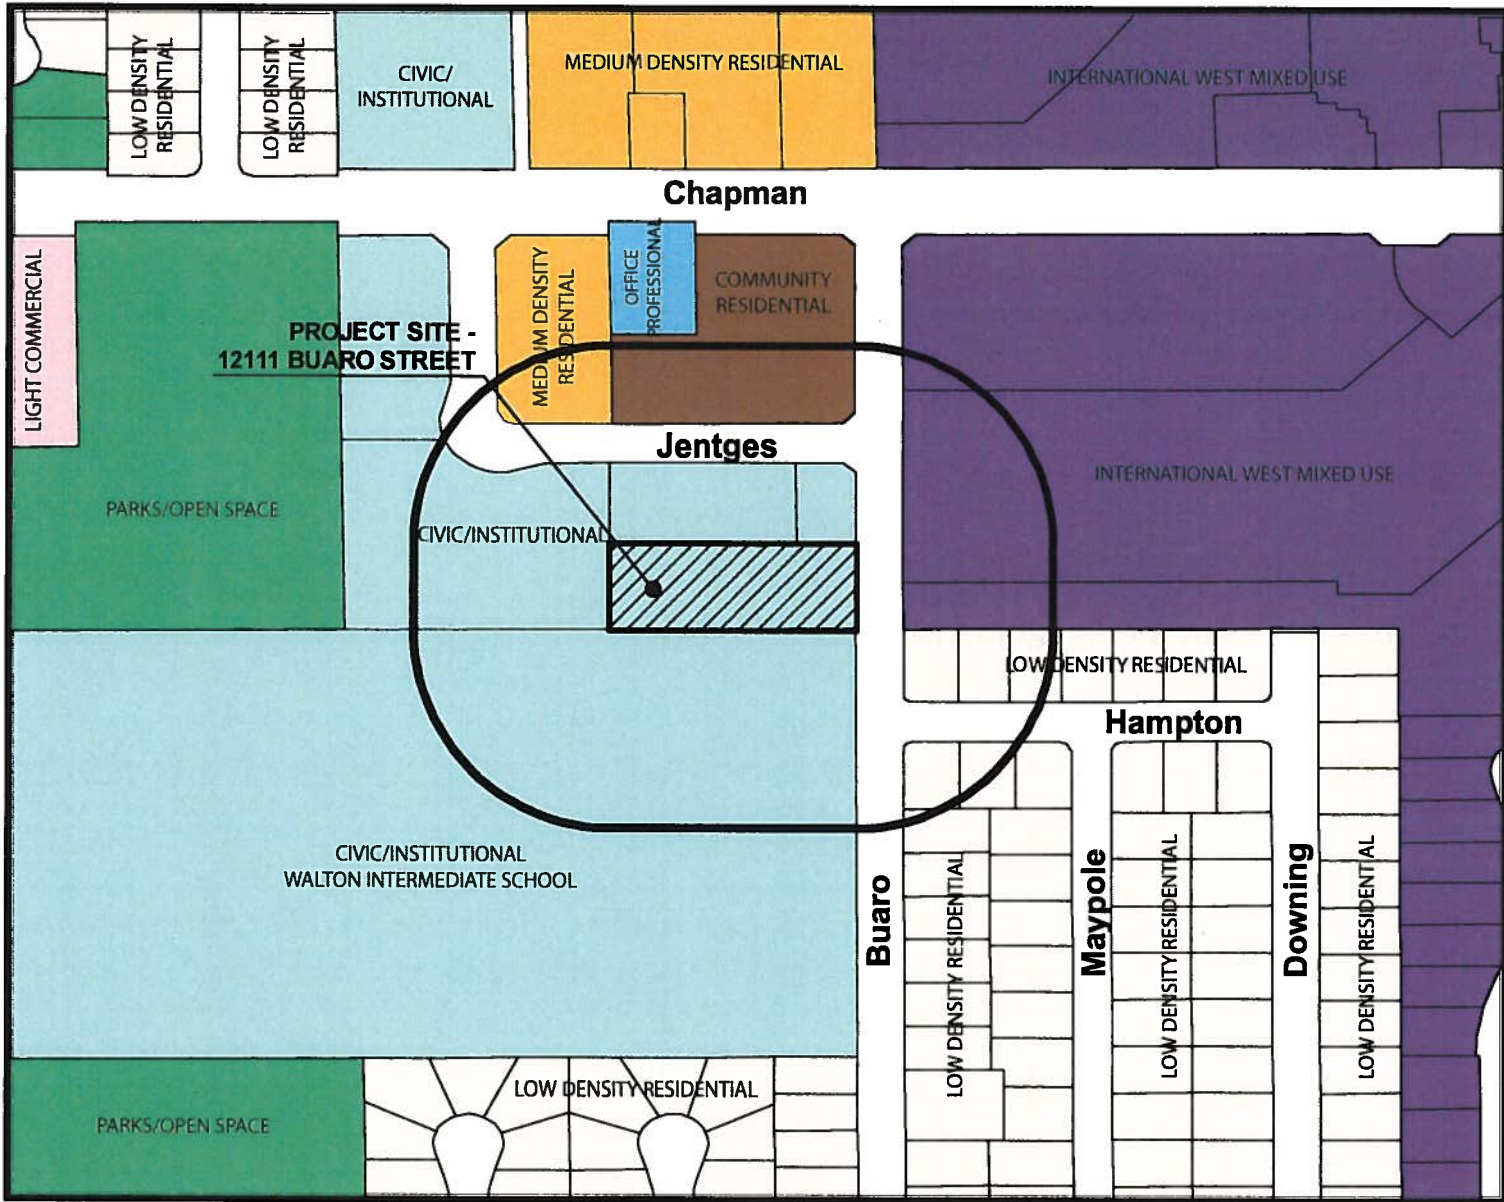 LOW DENSITY
RESIDENTIAL
LOW DENSITY
RESIDENTIAL
CIVIC/
INSTITUTIONAL
MEDIUM DENSITY RESIDENTIAL
INTERNATIONAL WEST MIXED USE
Chapman
LIGHT COMMERCIAL
PROJECT SITE -
12111 BUARO STREET
MEDIUM DENSITY
RESIDENTIAL
OFFICE
PROFESSIONAL
COMMUNITY
RESIDENTIAL
Jentges
PARKS/OPEN SPACE
CIVIC/INSTITUTIONAL
INTERNATIONAL WEST MIXED USE
LOW DENSITY RESIDENTIAL
Hampton
CIVIC/INSTITUTIONAL
WALTON INTERMEDIATE SCHOOL
Buaro
LOW DENSITY RESIDENTIAL
Maypole
LOW DENSITY RESIDENTIAL
Downing
LOW DENSITY RESIDENTIAL
LOW DENSITY RESIDENTIAL
PARKS/OPEN SPACE